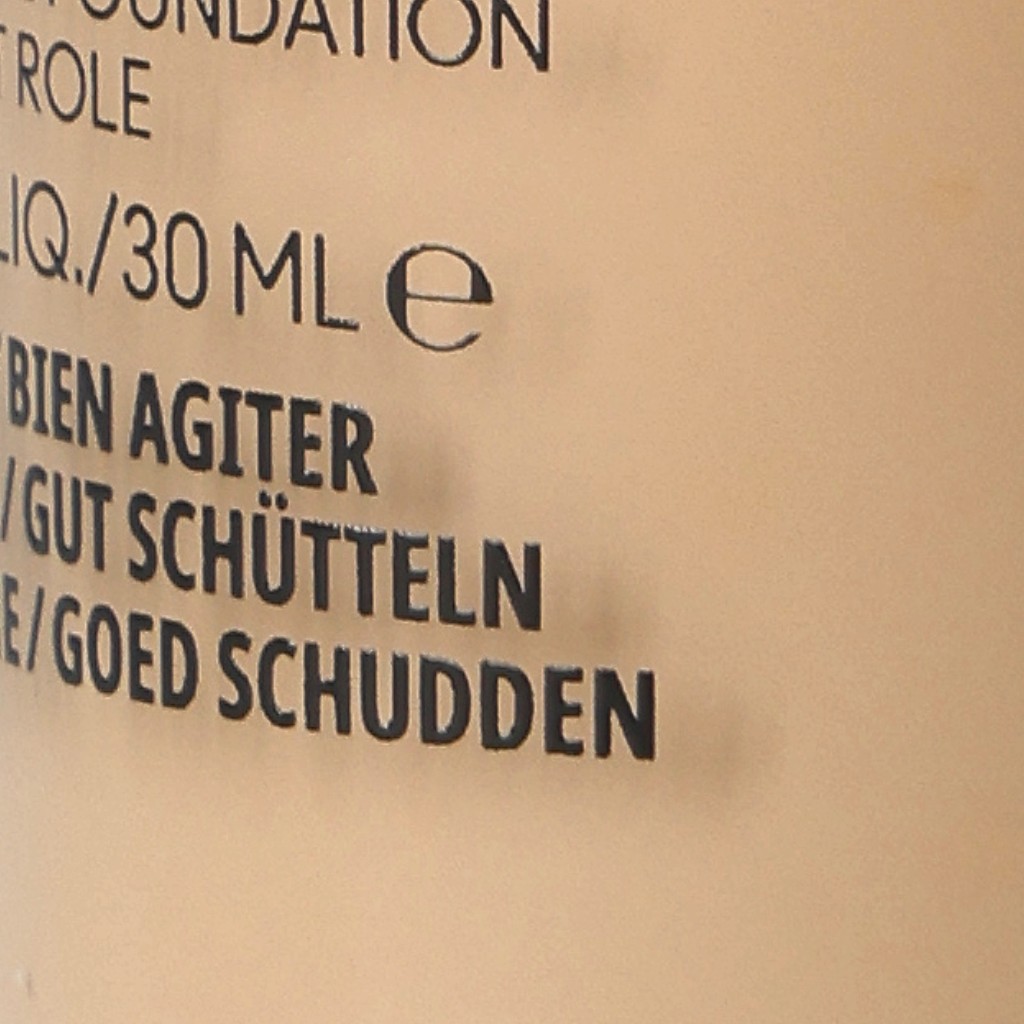 FOUNDATION
ROLE
LIQ./30 ML e
BIEN AGITER
/GUT SCHÜTTELN
E/GOED SCHUDDEN